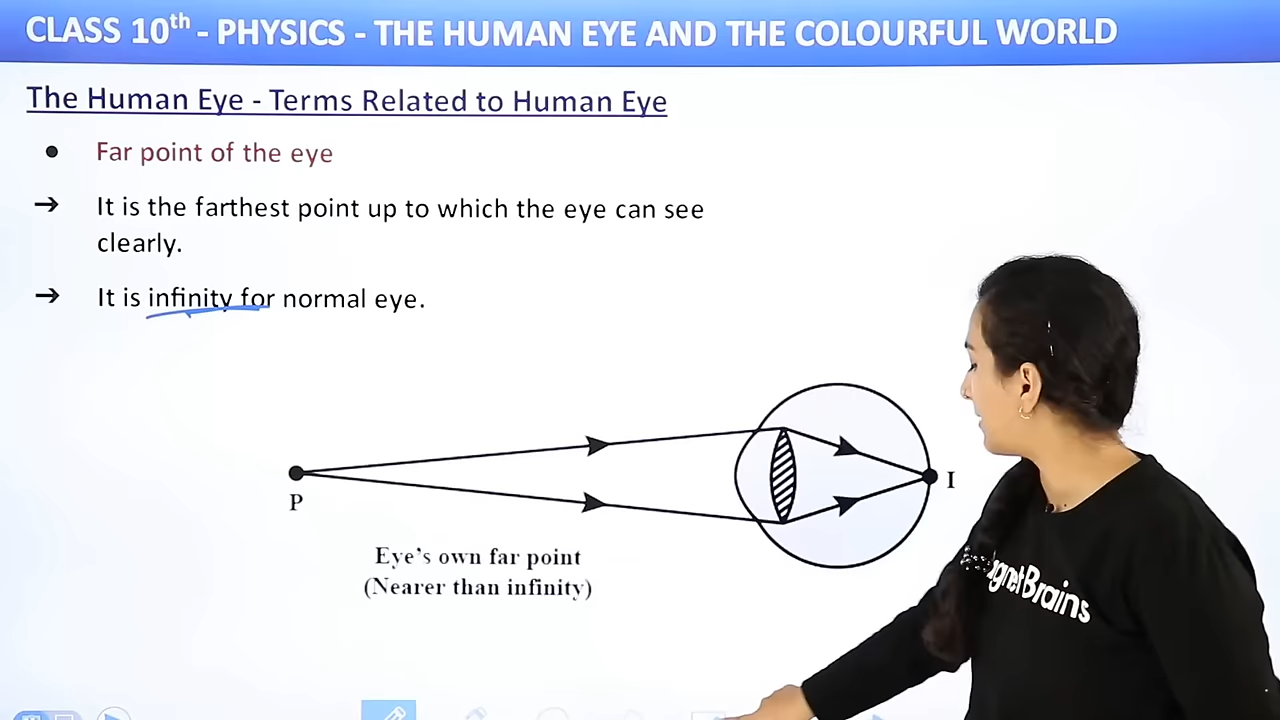 CLASS 10th - PHYSICS - THE HUMAN EYE AND THE COLOURFUL WORLD
The Human Eye - Terms Related to Human Eye
• Far point of the eye
➔ It is the farthest point up to which the eye can see
clearly.
➔ It is infinity for normal eye.
P
I
Eye's own far point
(Nearer than infinity)
Brains